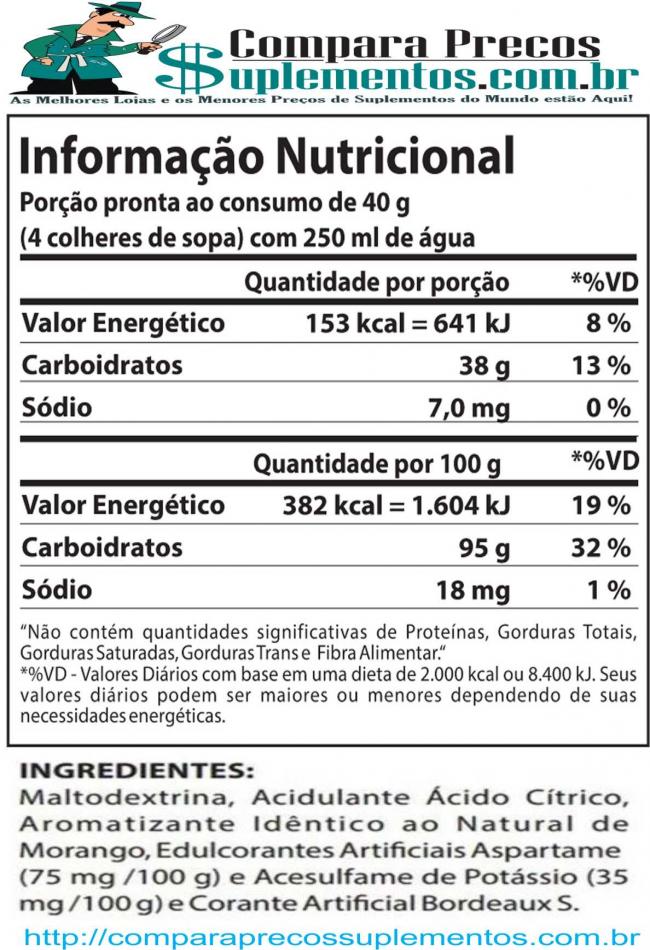 Compara Precos
$uplementos.com.br
As Melhores Lojas e os Menores Preços de Suplementos do Mundo estão Aqui!
Informação Nutricional
Porção pronta ao consumo de 40 g
(4 colheres de sopa) com 250 ml de água
Quantidade por porção *%VD
Valor Energético 153 kcal = 641 kJ 8 %
Carboidratos 38 g 13 %
Sódio 7,0 mg 0 %
Quantidade por 100 g *%VD
Valor Energético 382 kcal = 1.604 kJ 19 %
Carboidratos 95 g 32 %
Sódio 18 mg 1 %
“Não contém quantidades significativas de Proteínas, Gorduras Totais,
Gorduras Saturadas, Gorduras Trans e Fibra Alimentar.“
*%VD - Valores Diários com base em uma dieta de 2.000 kcal ou 8.400 kJ. Seus
valores diários podem ser maiores ou menores dependendo de suas
necessidades energéticas.
INGREDIENTES:
Maltodextrina, Acidulante Ácido Cítrico,
Aromatizante Idêntico ao Natural de
Morango, Edulcorantes Artificiais Aspartame
(75 mg /100 g) e Acesulfame de Potássio (35
mg /100 g) e Corante Artificial Bordeaux S.
http://comparaprecossuplementos.com.br